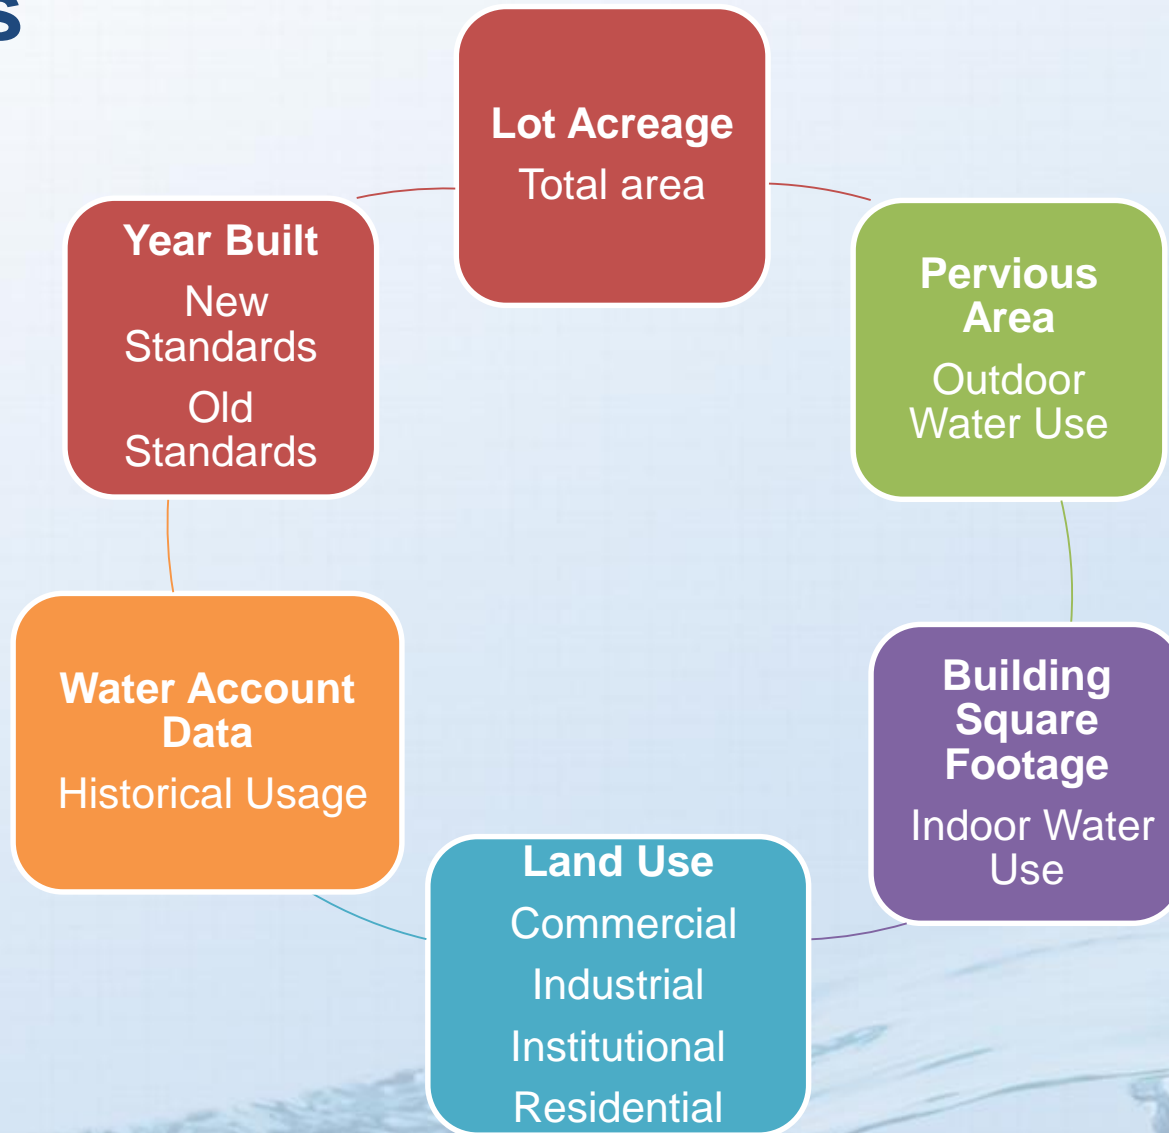 Lot Acreage
Total area
Pervious
Area
Outdoor
Water Use
Building
Square
Footage
Indoor Water
Use
Land Use
Commercial
Industrial
Institutional
Residential
Water Account
Data
Historical Usage
Year Built
New
Standards
Old
Standards